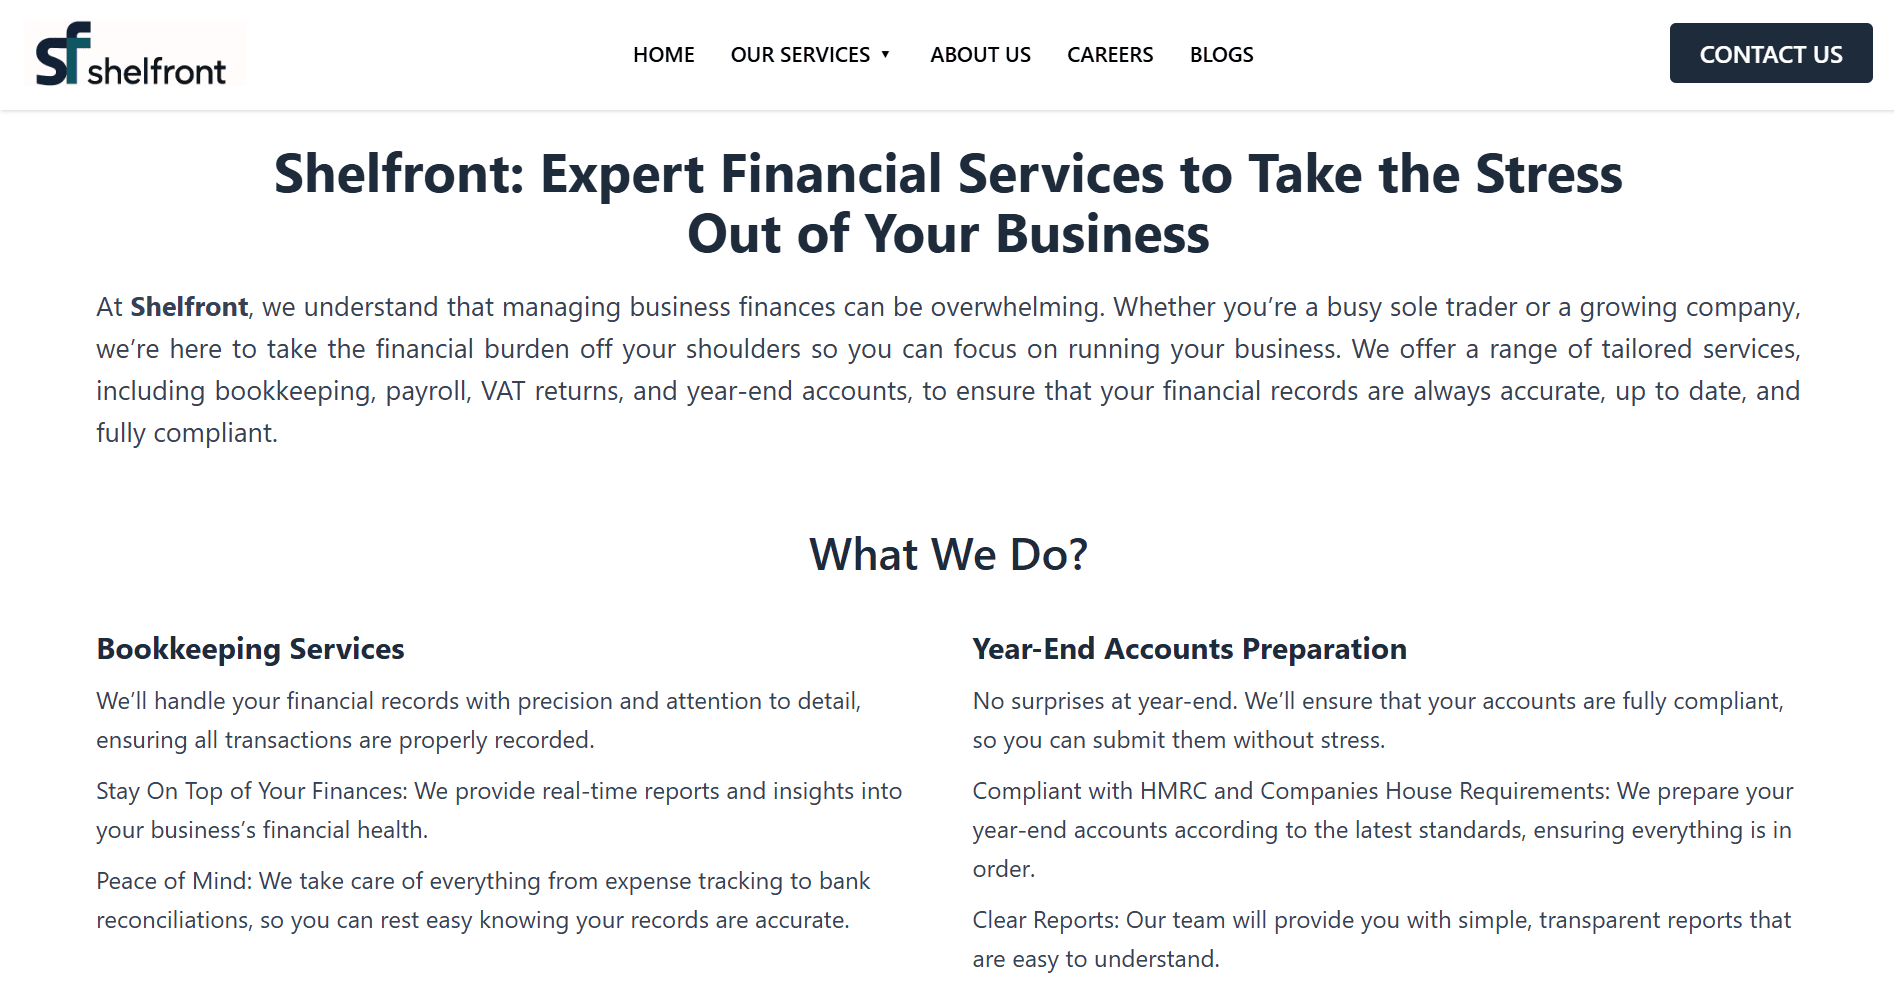 sf shelfront
HOME
OUR SERVICES ▼
ABOUT US
CAREERS
BLOGS
CONTACT US
Shelfront: Expert Financial Services to Take the Stress
Out of Your Business
At Shelfront, we understand that managing business finances can be overwhelming. Whether you’re a busy sole trader or a growing company,
we’re here to take the financial burden off your shoulders so you can focus on running your business. We offer a range of tailored services,
including bookkeeping, payroll, VAT returns, and year-end accounts, to ensure that your financial records are always accurate, up to date, and
fully compliant.
What We Do?
Bookkeeping Services
We’ll handle your financial records with precision and attention to detail,
ensuring all transactions are properly recorded.
Stay On Top of Your Finances: We provide real-time reports and insights into
your business’s financial health.
Peace of Mind: We take care of everything from expense tracking to bank
reconciliations, so you can rest easy knowing your records are accurate.
Year-End Accounts Preparation
No surprises at year-end. We’ll ensure that your accounts are fully compliant,
so you can submit them without stress.
Compliant with HMRC and Companies House Requirements: We prepare your
year-end accounts according to the latest standards, ensuring everything is in
order.
Clear Reports: Our team will provide you with simple, transparent reports that
are easy to understand.